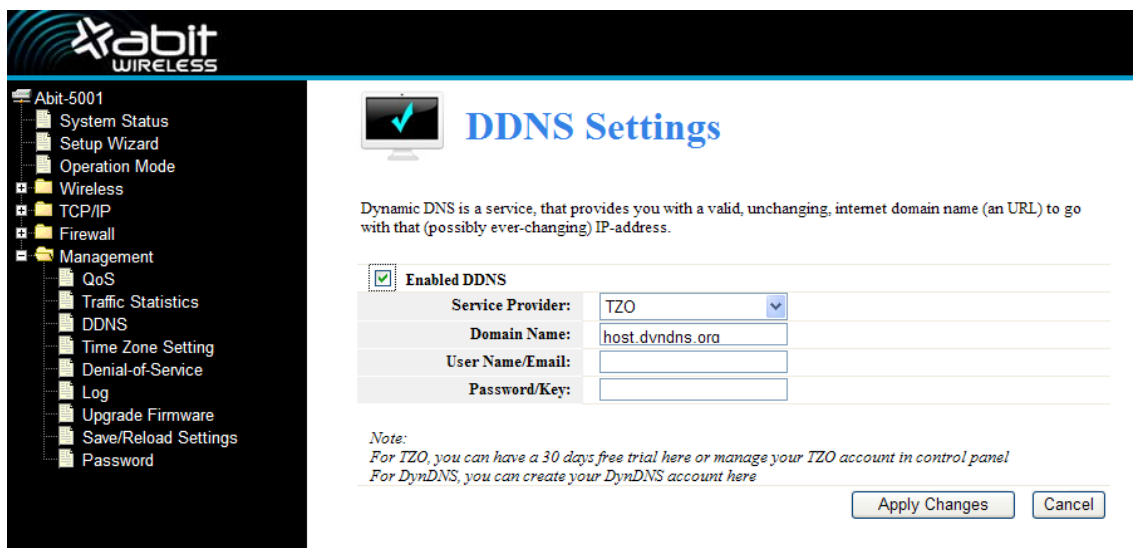 abit
WIRELESS
Abit-5001
System Status
Setup Wizard
Operation Mode
Wireless
TCP/IP
Firewall
Management
QoS
Traffic Statistics
DDNS
Time Zone Setting
Denial-of-Service
Log
Upgrade Firmware
Save/Reload Settings
Password
DDNS Settings
Dynamic DNS is a service, that provides you with a valid, unchanging, internet domain name (an URL) to go
with that (possibly ever-changing) IP-address.
Enabled DDNS
Service Provider: TZO
Domain Name: host.dyndns.org
User Name/Email:
Password/Key:
Note:
For TZO, you can have a 30 days free trial here or manage your TZO account in control panel
For DynDNS, you can create your DynDNS account here
Apply Changes Cancel